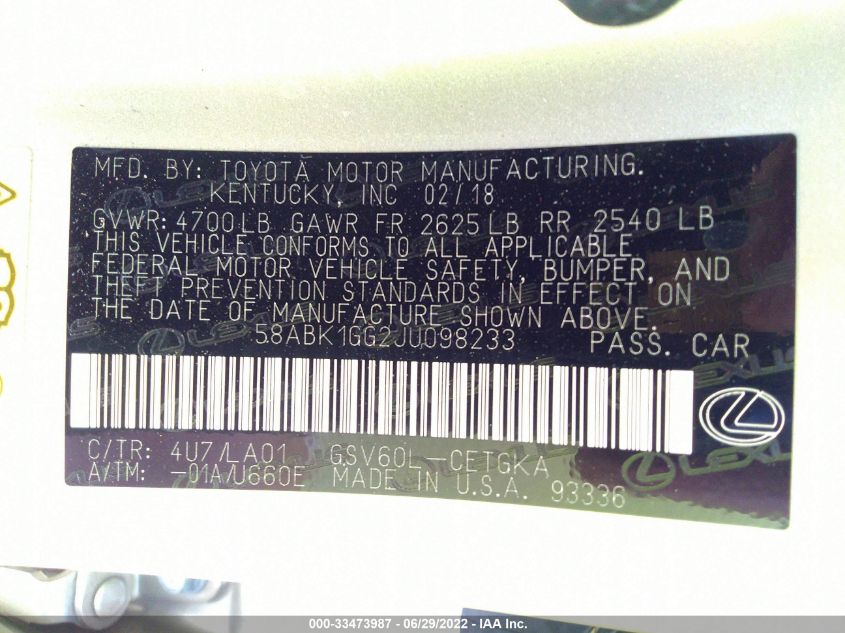 MFD. BY: TOYOTA MOTOR MANUFACTURING.
KENTUCKY, INC 02/18
GVWR: 4700LB GAWR FR 2625LB RR 2540 LB
THIS VEHICLE CONFORMS TO ALL APPLICABLE
FEDERAL MOTOR VEHICLE SAFETY, BUMPER, AND
THEFT PREVENTION STANDARDS IN EFFECT ON
THE DATE OF MANUFACTURE SHOWN ABOVE.
58ABK1GG2JU098233 PASS. CAR
C/TR: 4U7/LA01 GSV60L-CETGKA
A/TM: -01A/U660E MADE IN U.S.A. 93336
LEXUS
000-33473987 - 06/29/2022 - IAA Inc.